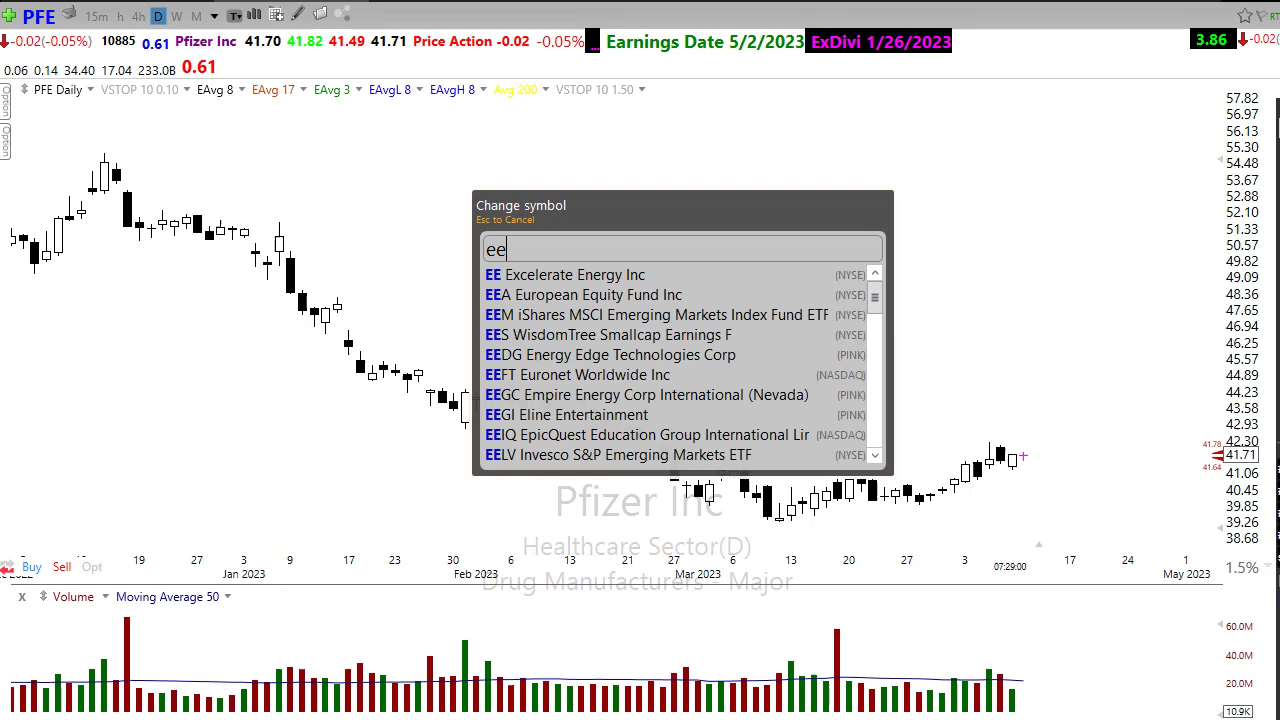 PFE 15m h 4h D W M T
-0.02(-0.05%) 10885 0.61 Pfizer Inc 41.70 41.82 41.49 41.71 Price Action -0.02 -0.05% ... Earnings Date 5/2/2023 ExDivi 1/26/2023 3.86 -0.02(
0.06 0.14 34.40 17.04 233.0B 0.61
PFE Daily VSTOP 10 0.10 EAvg 8 EAvg 17 EAvg 3 EAvgL 8 EAvgH 8 Avg 200 VSTOP 10 1.50
Option
Option
57.82
56.97
56.13
55.30
54.48
53.67
52.88
52.10
51.33
50.57
49.82
49.09
48.36
47.65
46.94
46.25
45.57
44.89
44.23
43.58
42.93
42.30
41.78
41.71
41.64
41.06
40.45
39.85
39.26
38.68
Change symbol
Esc to Cancel
ee
EE Excelerate Energy Inc (NYSE)
EEA European Equity Fund Inc (NYSE)
EEM iShares MSCI Emerging Markets Index Fund ETF (NYSE)
EES WisdomTree Smallcap Earnings F (NYSE)
EEDG Energy Edge Technologies Corp (PINK)
EEFT Euronet Worldwide Inc (NASDAQ)
EEGC Empire Energy Corp International (Nevada) (PINK)
EEGI Eline Entertainment (PINK)
EEIQ EpicQuest Education Group International Lir (NASDAQ)
EELV Invesco S&P Emerging Markets ETF (NYSE)
Pfizer Inc
Healthcare Sector(D)
Drug Manufacturers - Major
19 27 3 9 17 23 30 6 13 21 27 6 13 20 27 3 07:29:00 17 24 1
Jan 2023 Feb 2023 Mar 2023 May 2023
Buy Sell Opt 1.5%
X Volume Moving Average 50
60.0M
40.0M
20.0M
10.9K